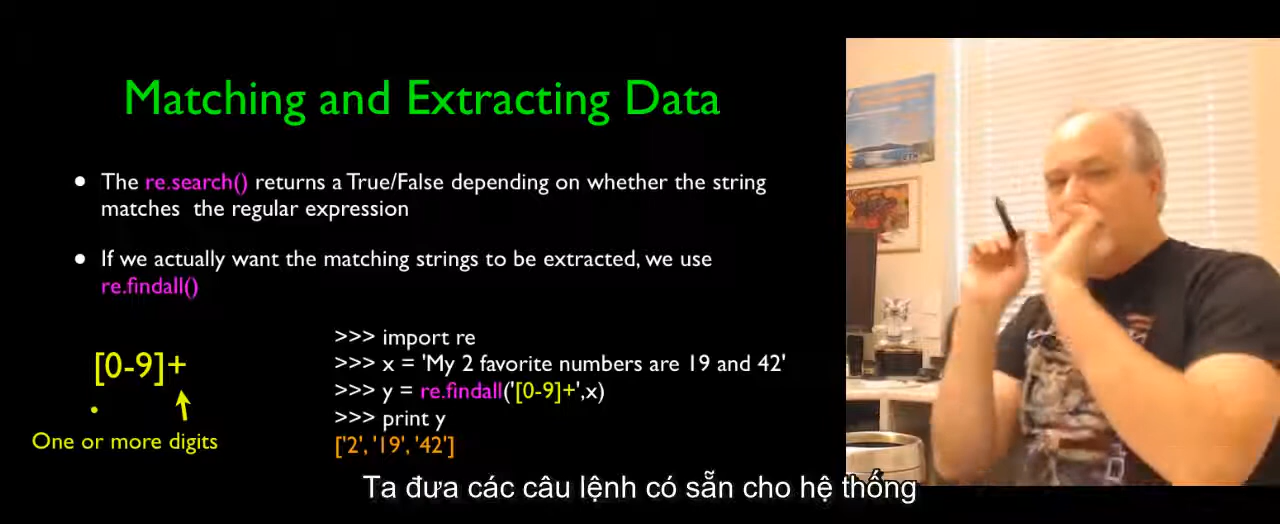 Matching and Extracting Data
• The re.search() returns a True/False depending on whether the string
matches the regular expression
• If we actually want the matching strings to be extracted, we use
re.findall()
[0-9]+
One or more digits
>>> import re
>>> x = 'My 2 favorite numbers are 19 and 42'
>>> y = re.findall('[0-9]+',x)
>>> print y
['2', '19', '42']
Ta đưa các câu lệnh có sẵn cho hệ thống